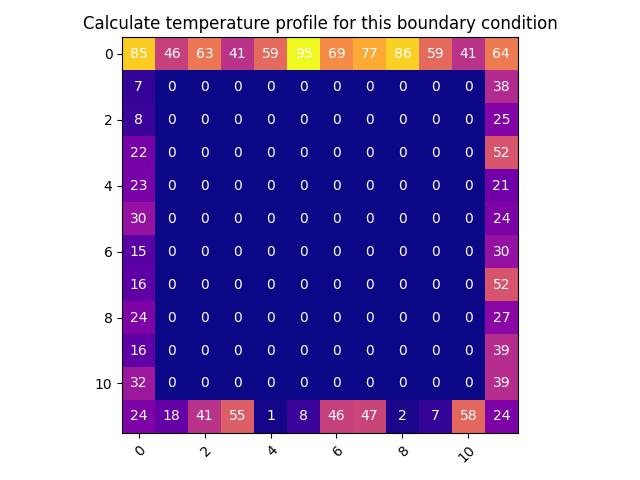 Calculate temperature profile for this boundary condition
0 85 46 63 41 59 95 69 77 86 59 41 64
7 0 0 0 0 0 0 0 0 0 0 38
2 8 0 0 0 0 0 0 0 0 0 0 25
22 0 0 0 0 0 0 0 0 0 0 52
4 23 0 0 0 0 0 0 0 0 0 0 21
30 0 0 0 0 0 0 0 0 0 0 24
6 15 0 0 0 0 0 0 0 0 0 0 30
16 0 0 0 0 0 0 0 0 0 0 52
8 24 0 0 0 0 0 0 0 0 0 0 27
16 0 0 0 0 0 0 0 0 0 0 39
10 32 0 0 0 0 0 0 0 0 0 0 39
24 18 41 55 1 8 46 47 2 7 58 24
0 2 4 6 8 10